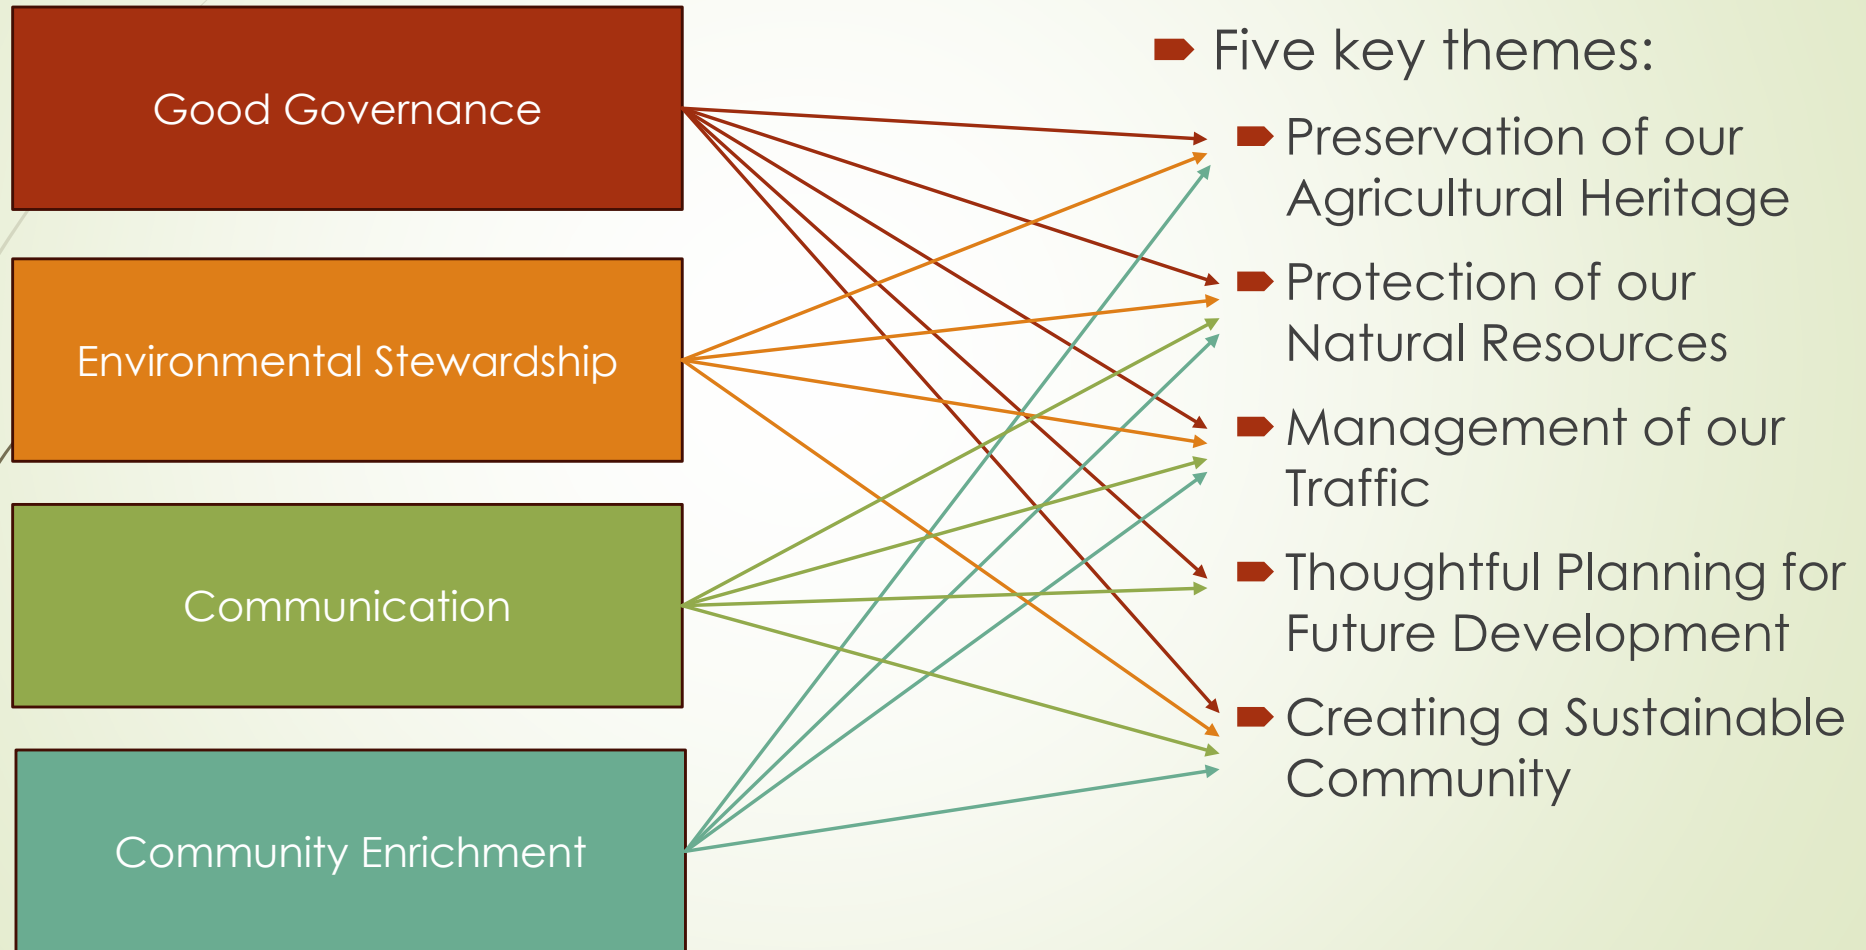 Good Governance
Environmental Stewardship
Communication
Community Enrichment
Five key themes:
Preservation of our
Agricultural Heritage
Protection of our
Natural Resources
Management of our
Traffic
Thoughtful Planning for
Future Development
Creating a Sustainable
Community